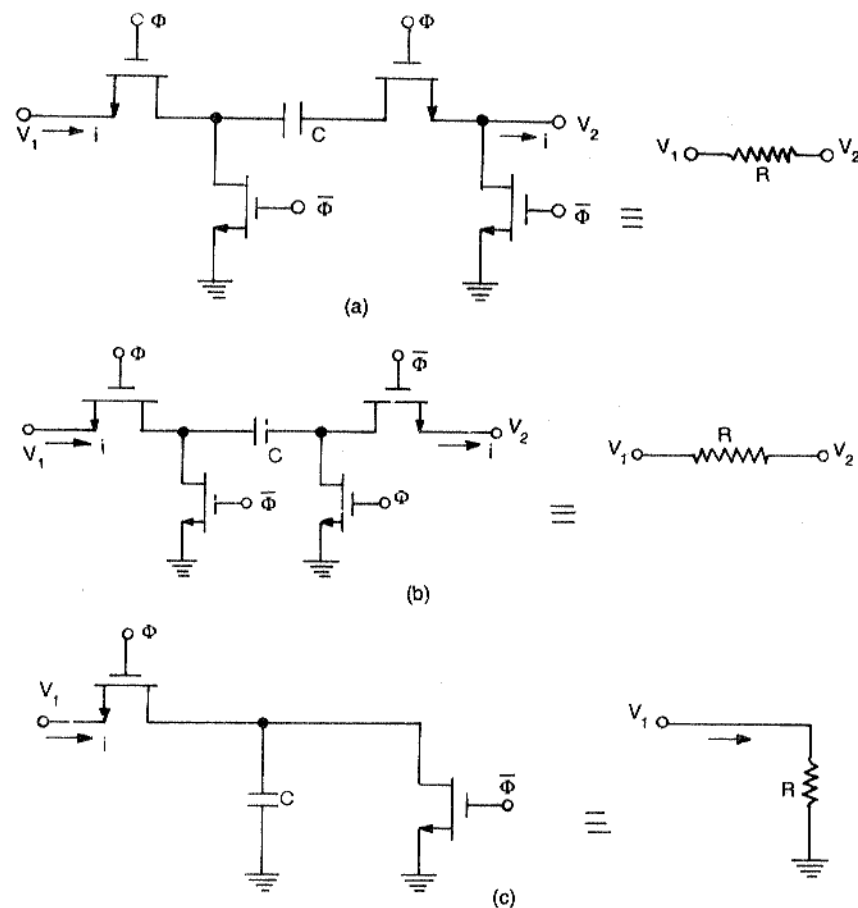 Φ Φ
V₁ i C i V₂ V₁ R V₂
Φ̅ Φ̅ ≡
(a)
Φ Φ̅
V₁ i C i V₂ V₁ R V₂
Φ̅ Φ ≡
(b)
Φ
V₁ V₁
i C Φ̅ ≡ R
(c)